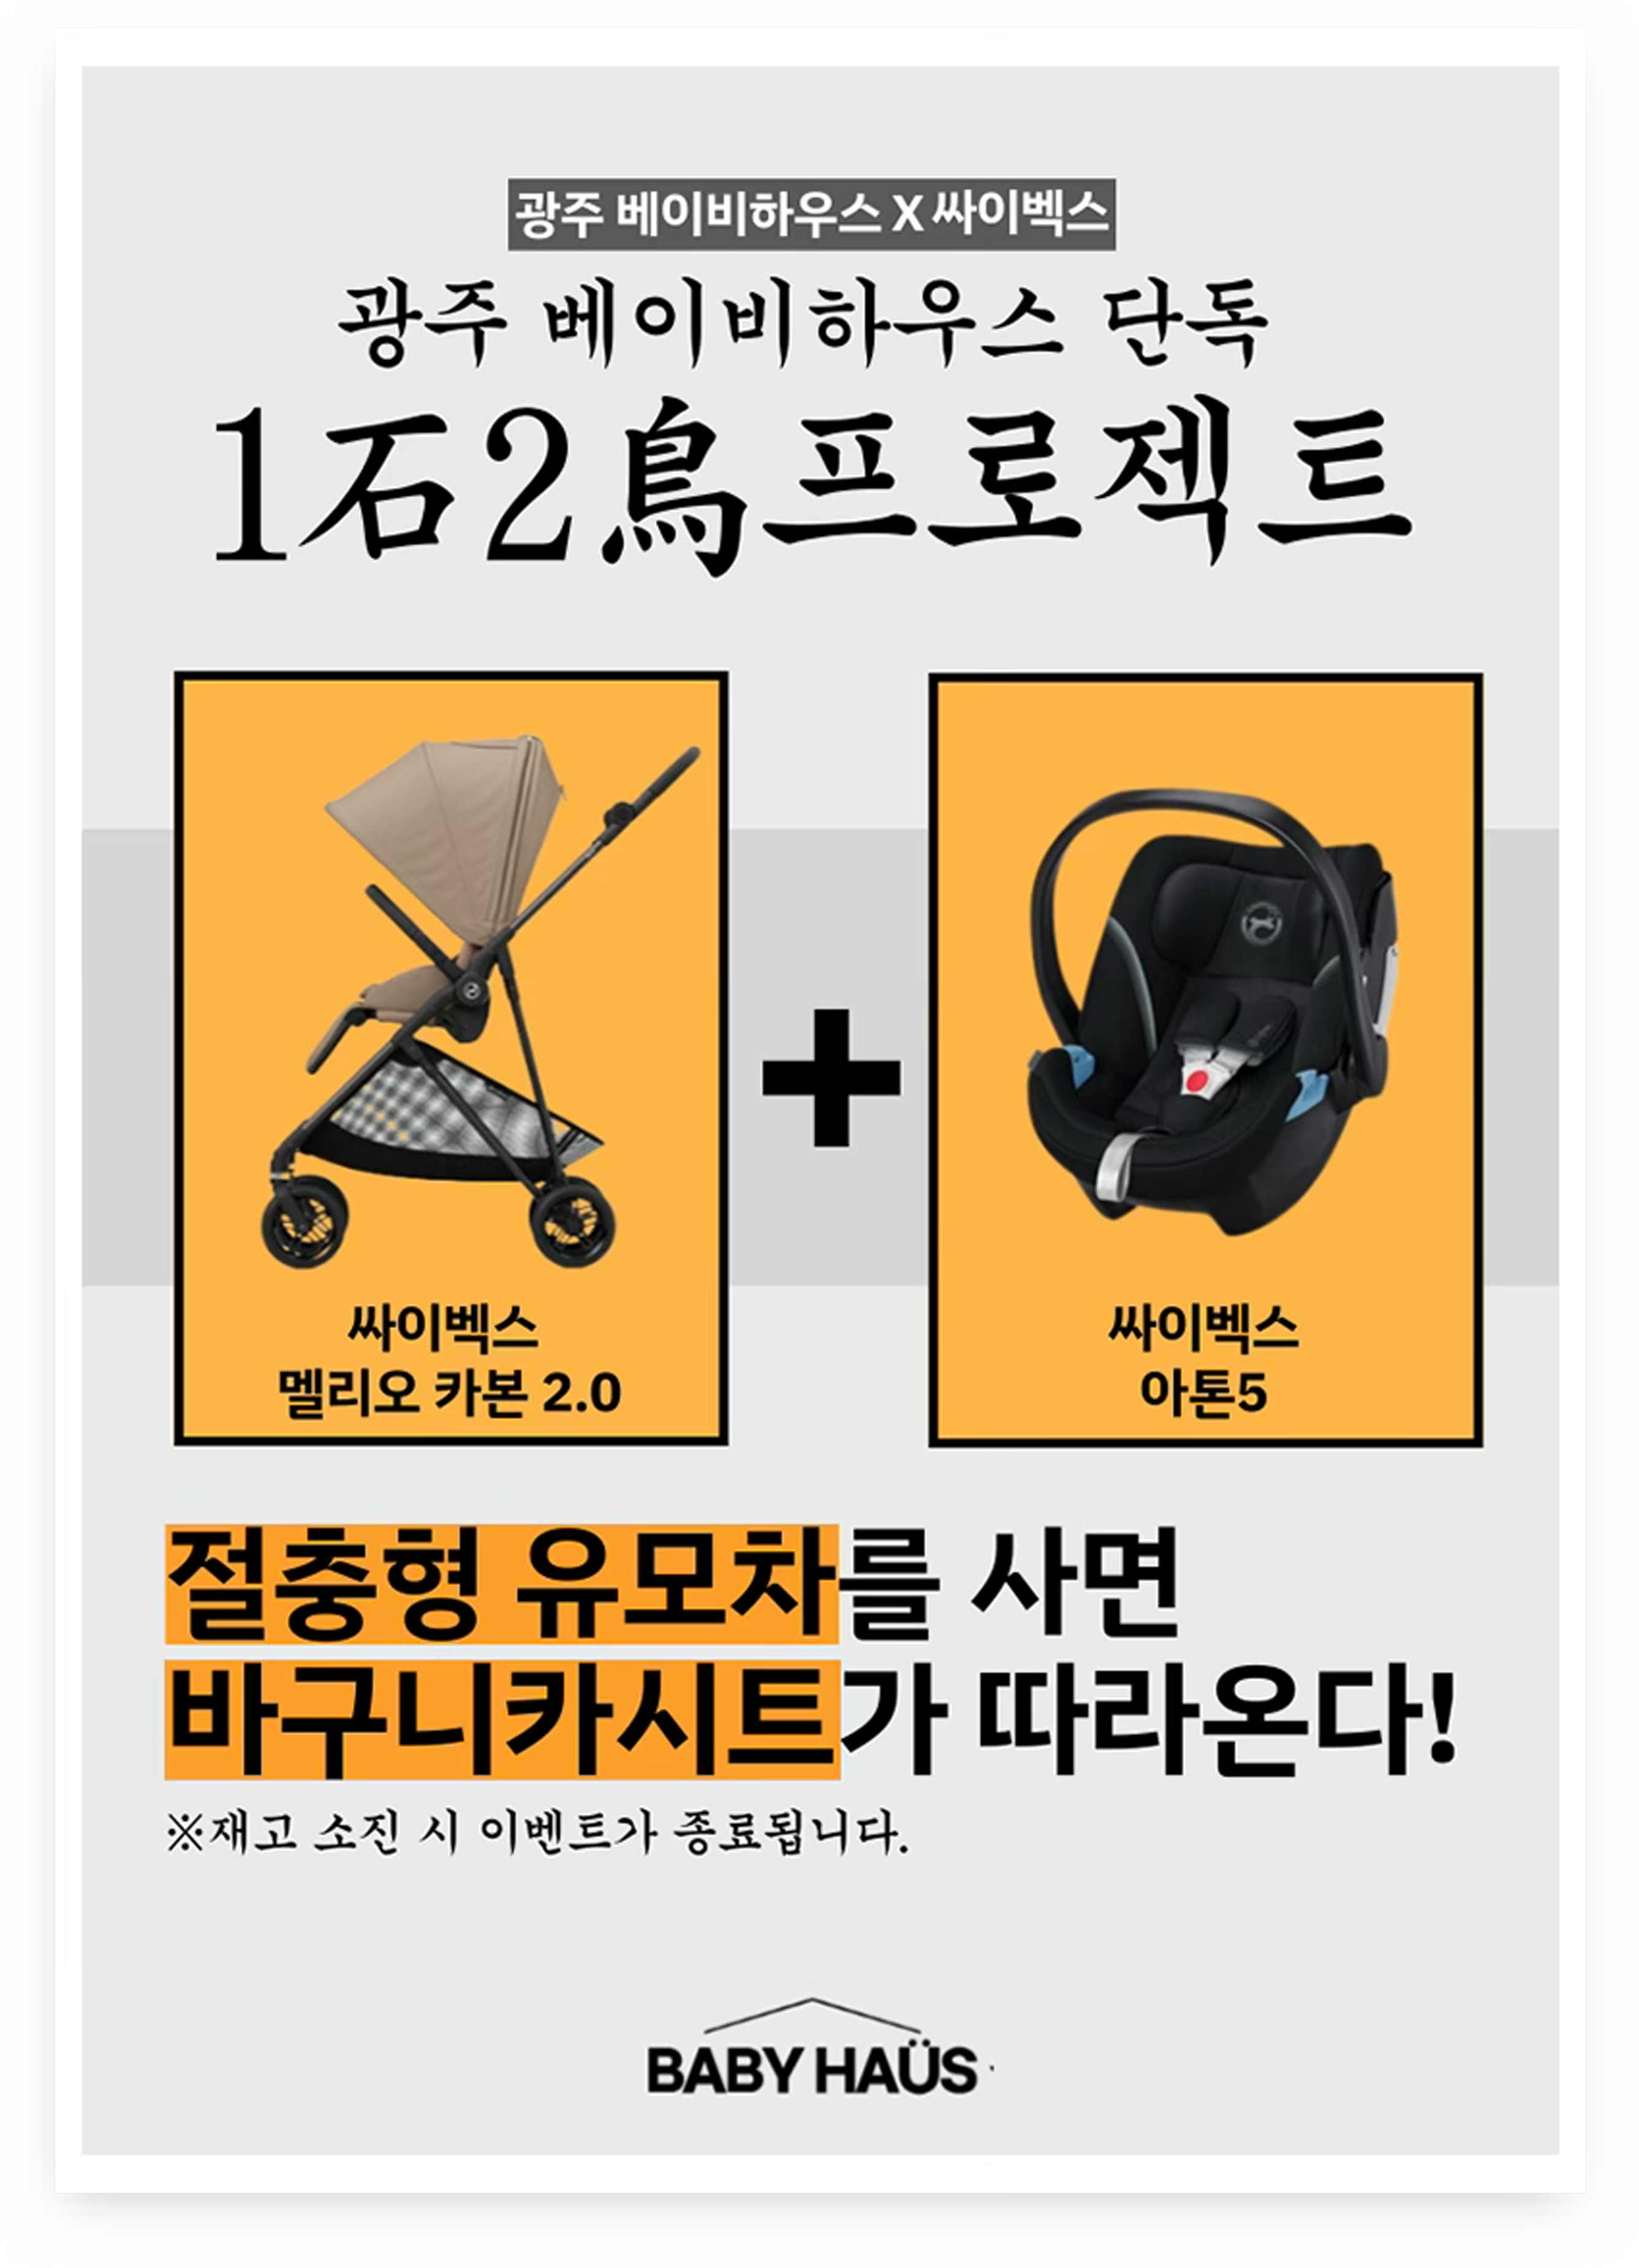 광주 베이비하우스 X 싸이벡스
광주 베이비하우스 단독
1石2鳥프로젝트
싸이벡스
멜리오 카본 2.0
+
싸이벡스
아톤5
절충형 유모차를 사면
바구니카시트가 따라온다!
※재고 소진 시 이벤트가 종료됩니다.
BABY HAÜS